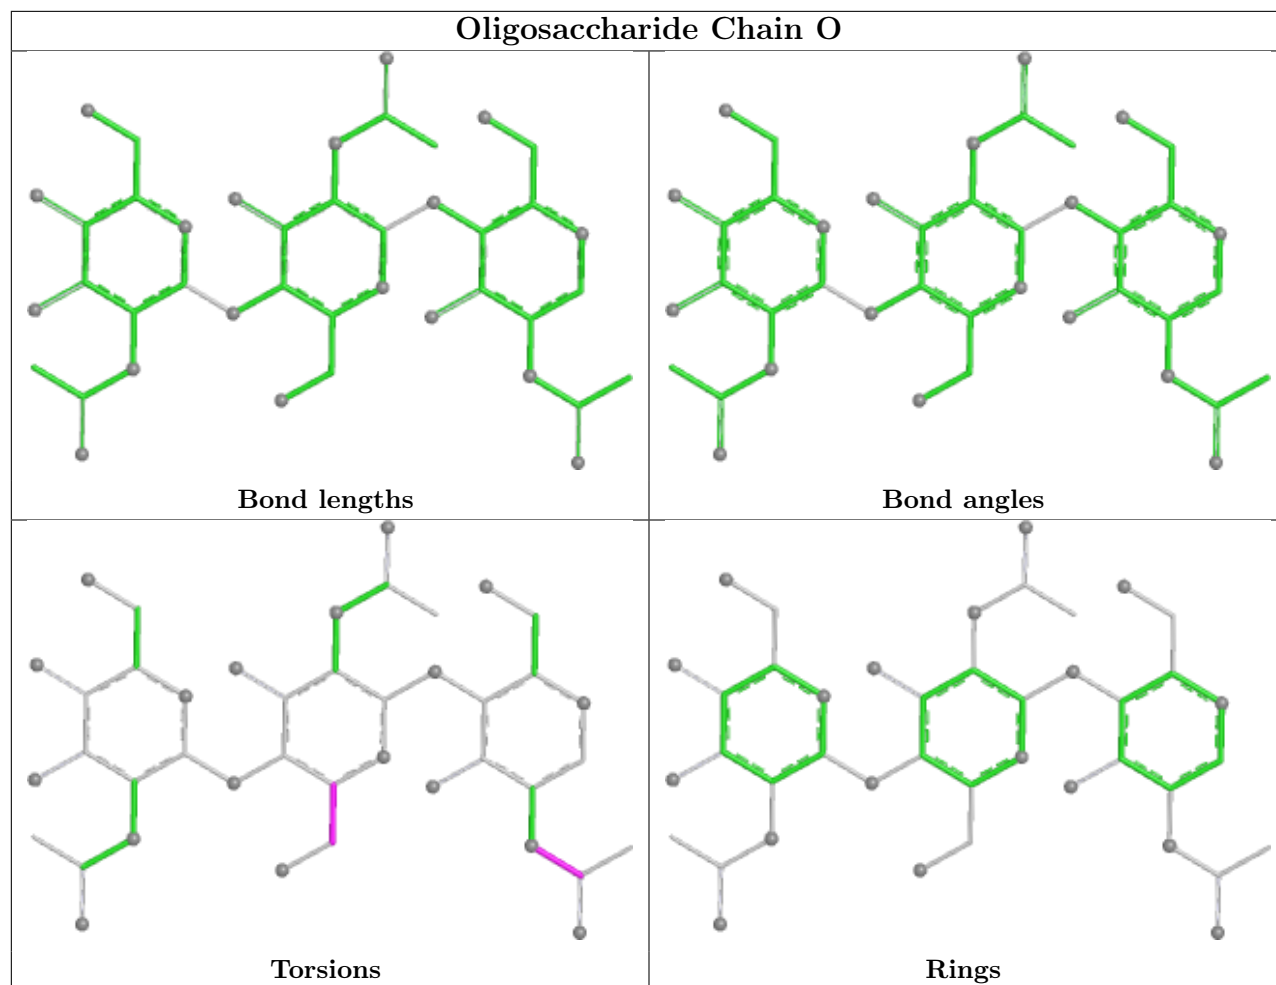 Oligosaccharide Chain O
Bond lengths
Bond angles
Torsions
Rings